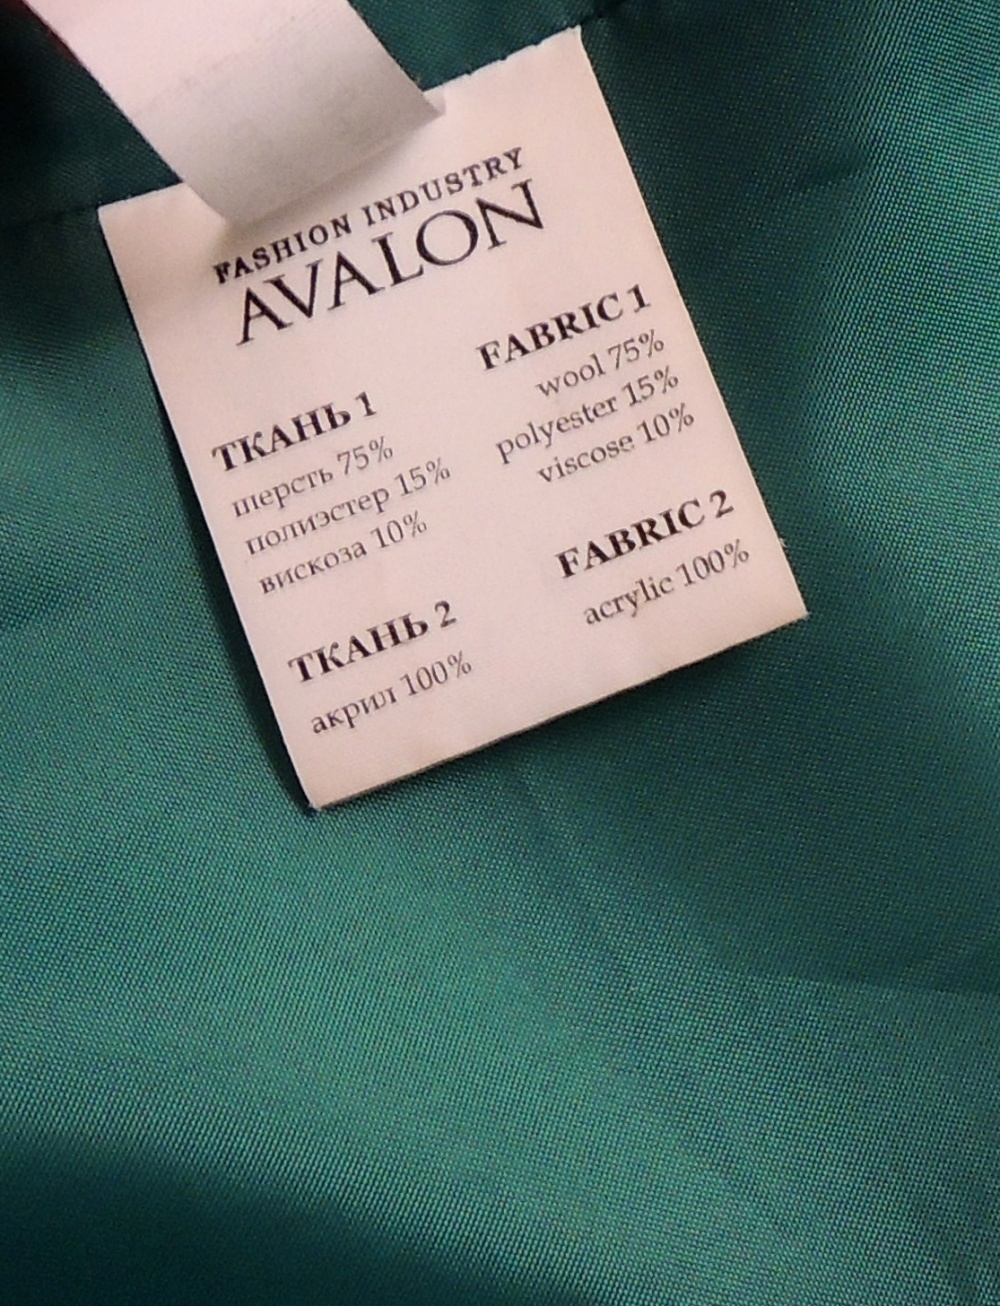 FASHION INDUSTRY
AVALON
ТКАНЬ 1
шерсть 75%
полиэстер 15%
вискоза 10%
ТКАНЬ 2
акрил 100%
FABRIC 1
wool 75%
polyester 15%
viscose 10%
FABRIC 2
acrylic 100%